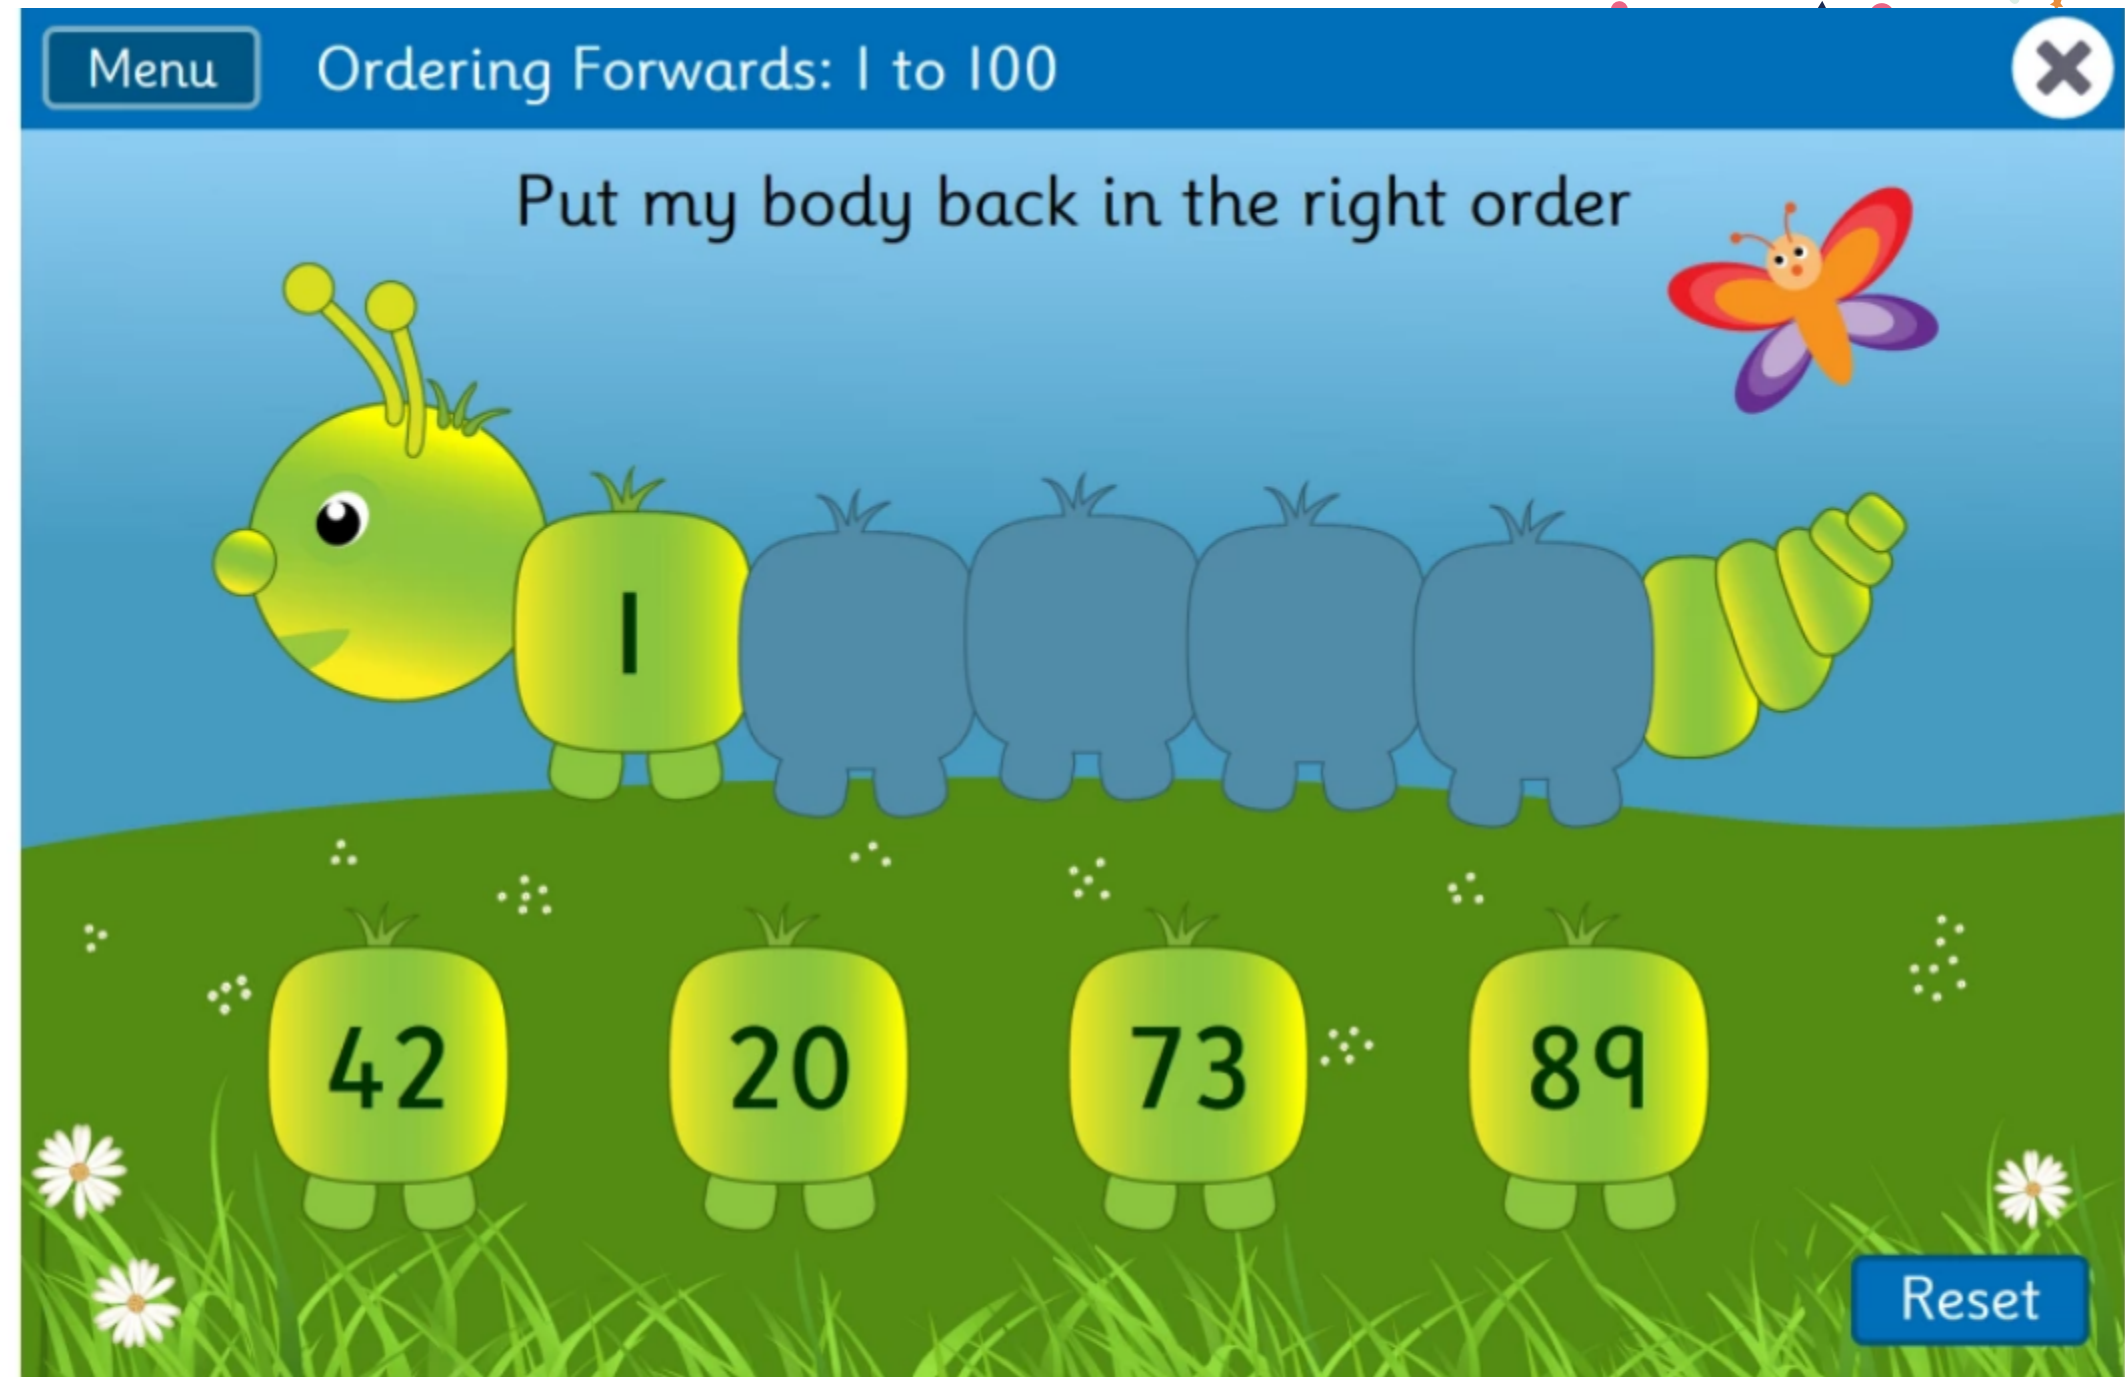 Menu Ordering Forwards: 1 to 100
Put my body back in the right order
1
42 20 73 89
Reset